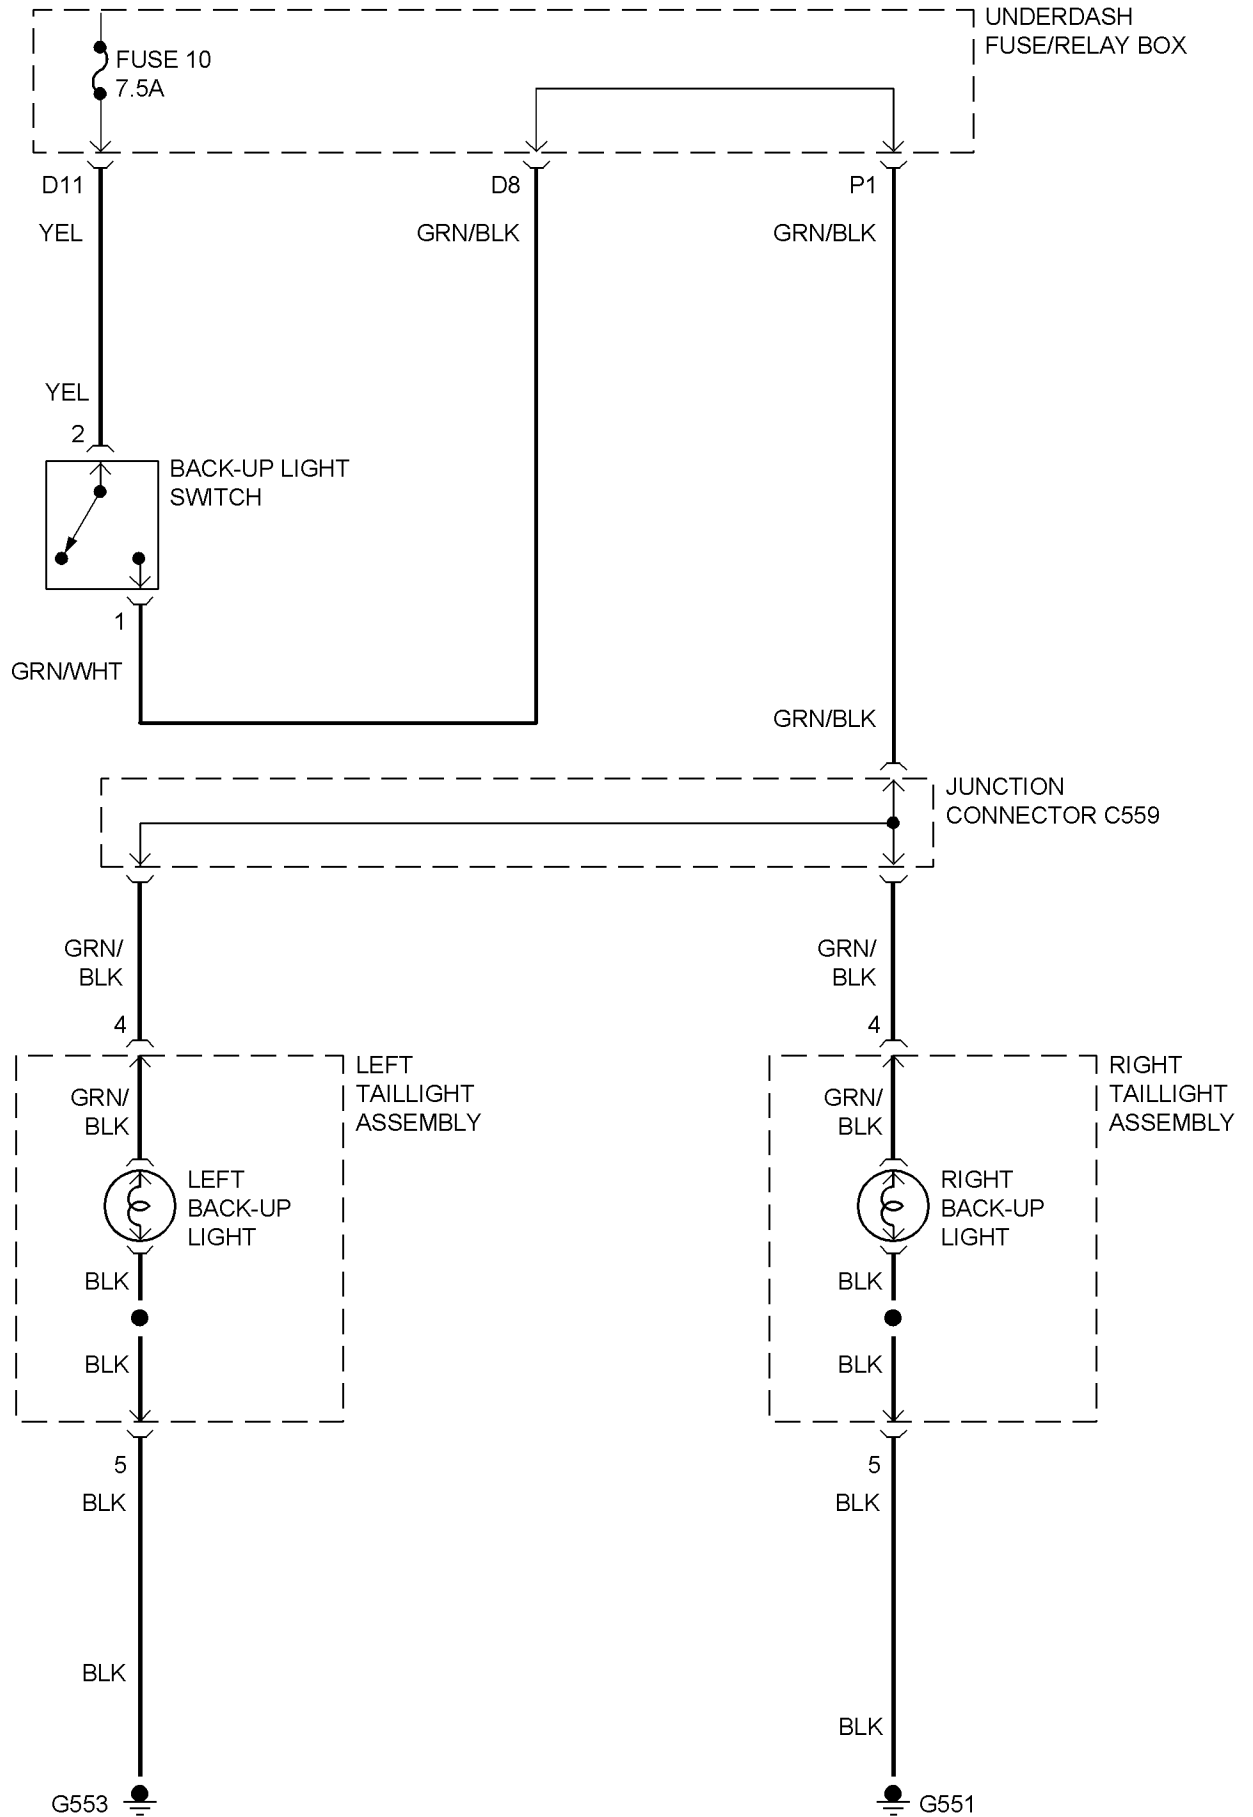 UNDERDASH
FUSE/RELAY BOX
FUSE 10
7.5A
D11
D8
P1
YEL
GRN/BLK
GRN/BLK
YEL
2
BACK-UP LIGHT
SWITCH
1
GRN/WHT
GRN/BLK
JUNCTION
CONNECTOR C559
GRN/
BLK
GRN/
BLK
4
4
LEFT
TAILLIGHT
ASSEMBLY
RIGHT
TAILLIGHT
ASSEMBLY
GRN/
BLK
GRN/
BLK
LEFT
BACK-UP
LIGHT
RIGHT
BACK-UP
LIGHT
BLK
BLK
BLK
BLK
5
5
BLK
BLK
BLK
BLK
G553
G551